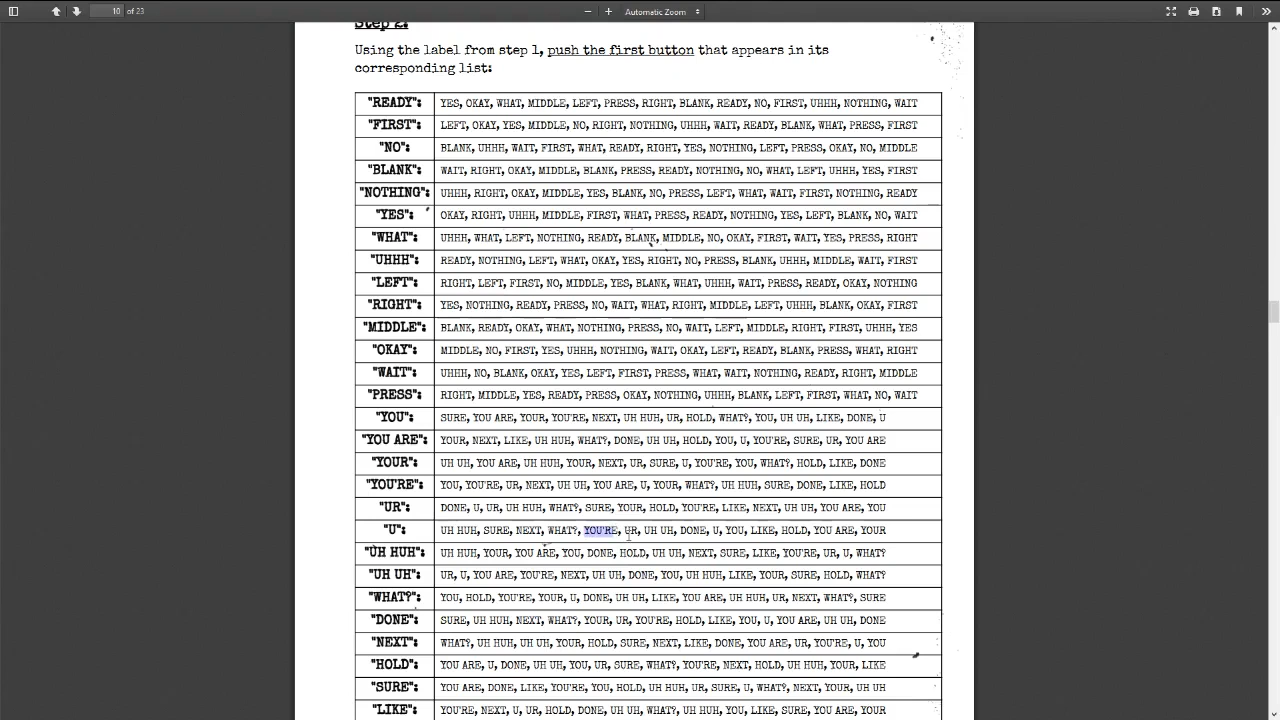 10 of 23
Automatic Zoom
Step 2:
Using the label from step 1, push the first button that appears in its
corresponding list:
"READY": YES, OKAY, WHAT, MIDDLE, LEFT, PRESS, RIGHT, BLANK, READY, NO, FIRST, UHHH, NOTHING, WAIT
"FIRST": LEFT, OKAY, YES, MIDDLE, NO, RIGHT, NOTHING, UHHH, WAIT, READY, BLANK, WHAT, PRESS, FIRST
"NO": BLANK, UHHH, WAIT, FIRST, WHAT, READY, RIGHT, YES, NOTHING, LEFT, PRESS, OKAY, NO, MIDDLE
"BLANK": WAIT, RIGHT, OKAY, MIDDLE, BLANK, PRESS, READY, NOTHING, NO, WHAT, LEFT, UHHH, YES, FIRST
"NOTHING": UHHH, RIGHT, OKAY, MIDDLE, YES, BLANK, NO, PRESS, LEFT, WHAT, WAIT, FIRST, NOTHING, READY
"YES": OKAY, RIGHT, UHHH, MIDDLE, FIRST, WHAT, PRESS, READY, NOTHING, YES, LEFT, BLANK, NO, WAIT
"WHAT": UHHH, WHAT, LEFT, NOTHING, READY, BLANK, MIDDLE, NO, OKAY, FIRST, WAIT, YES, PRESS, RIGHT
"UHHH": READY, NOTHING, LEFT, WHAT, OKAY, YES, RIGHT, NO, PRESS, BLANK, UHHH, MIDDLE, WAIT, FIRST
"LEFT": RIGHT, LEFT, FIRST, NO, MIDDLE, YES, BLANK, WHAT, UHHH, WAIT, PRESS, READY, OKAY, NOTHING
"RIGHT": YES, NOTHING, READY, PRESS, NO, WAIT, WHAT, RIGHT, MIDDLE, LEFT, UHHH, BLANK, OKAY, FIRST
"MIDDLE": BLANK, READY, OKAY, WHAT, NOTHING, PRESS, NO, WAIT, LEFT, MIDDLE, RIGHT, FIRST, UHHH, YES
"OKAY": MIDDLE, NO, FIRST, YES, UHHH, NOTHING, WAIT, OKAY, LEFT, READY, BLANK, PRESS, WHAT, RIGHT
"WAIT": UHHH, NO, BLANK, OKAY, YES, LEFT, FIRST, PRESS, WHAT, WAIT, NOTHING, READY, RIGHT, MIDDLE
"PRESS": RIGHT, MIDDLE, YES, READY, PRESS, OKAY, NOTHING, UHHH, BLANK, LEFT, FIRST, WHAT, NO, WAIT
"YOU": SURE, YOU ARE, YOUR, YOU'RE, NEXT, UH HUH, UR, HOLD, WHAT?, YOU, UH UH, LIKE, DONE, U
"YOU ARE": YOUR, NEXT, LIKE, UH HUH, WHAT?, DONE, UH UH, HOLD, YOU, U, YOU'RE, SURE, UR, YOU ARE
"YOUR": UH UH, YOU ARE, UH HUH, YOUR, NEXT, UR, SURE, U, YOU'RE, YOU, WHAT?, HOLD, LIKE, DONE
"YOU'RE": YOU, YOU'RE, UR, NEXT, UH UH, YOU ARE, U, YOUR, WHAT?, UH HUH, SURE, DONE, LIKE, HOLD
"UR": DONE, U, UR, UH HUH, WHAT?, SURE, YOUR, HOLD, YOU'RE, LIKE, NEXT, UH UH, YOU ARE, YOU
"U": UH HUH, SURE, NEXT, WHAT?, YOU'RE, UR, UH UH, DONE, U, YOU, LIKE, HOLD, YOU ARE, YOUR
"UH HUH": UH HUH, YOUR, YOU ARE, YOU, DONE, HOLD, UH UH, NEXT, SURE, LIKE, YOU'RE, UR, U, WHAT?
"UH UH": UR, U, YOU ARE, YOU'RE, NEXT, UH UH, DONE, YOU, UH HUH, LIKE, YOUR, SURE, HOLD, WHAT?
"WHAT?": YOU, HOLD, YOU'RE, YOUR, U, DONE, UH UH, LIKE, YOU ARE, UH HUH, UR, NEXT, WHAT?, SURE
"DONE": SURE, UH HUH, NEXT, WHAT?, YOUR, UR, YOU'RE, HOLD, LIKE, YOU, U, YOU ARE, UH UH, DONE
"NEXT": WHAT?, UH HUH, UH UH, YOUR, HOLD, SURE, NEXT, LIKE, DONE, YOU ARE, UR, YOU'RE, U, YOU
"HOLD": YOU ARE, U, DONE, UH UH, YOU, UR, SURE, WHAT?, YOU'RE, NEXT, HOLD, UH HUH, YOUR, LIKE
"SURE": YOU ARE, DONE, LIKE, YOU'RE, YOU, HOLD, UH HUH, UR, SURE, U, WHAT?, NEXT, YOUR, UH UH
"LIKE": YOU'RE, NEXT, U, UR, HOLD, DONE, UH UH, WHAT?, UH HUH, YOU, LIKE, SURE, YOU ARE, YOUR